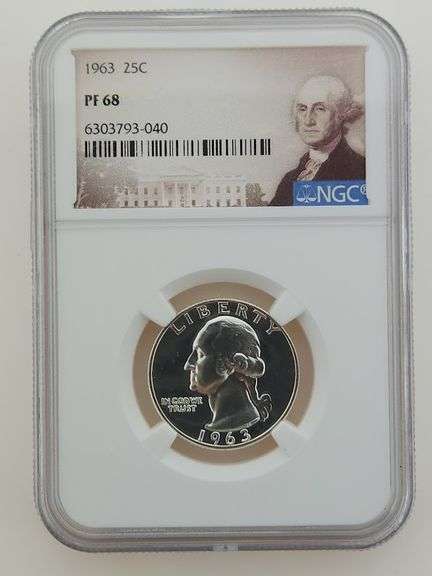 1963 25C
PF 68
6303793-040
NGC®
LIBERTY
IN GOD WE
TRUST
1963